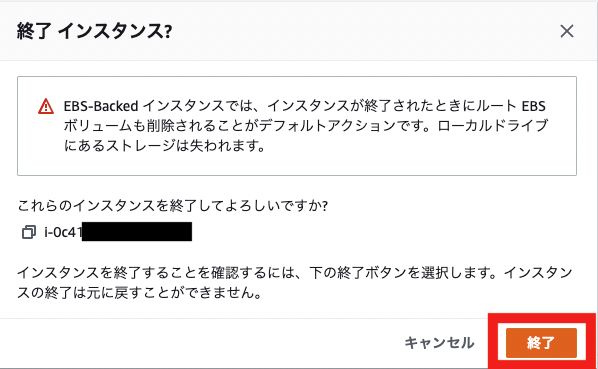 終了 インスタンス?
EBS-Backed インスタンスでは、インスタンスが終了されたときにルート EBS
ボリュームも削除されることがデフォルトアクションです。ローカルドライブ
にあるストレージは失われます。
これらのインスタンスを終了してよろしいですか?
i-0c41
インスタンスを終了することを確認するには、下の終了ボタンを選択します。インスタン
スの終了は元に戻すことができません。
キャンセル 終了